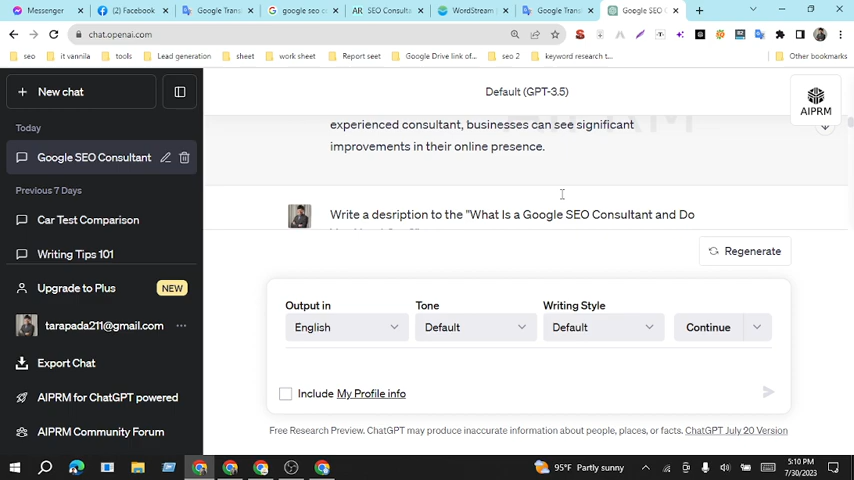 Messenger
(2) Facebook
Google Trans
google seo c
SEO Consulta
WordStream
Google Trans
Google SEO C
chat.openai.com
seo
it vannila
tools
Lead generation
sheet
work sheet
Report seet
Google Drive link of...
seo 2
keyword research t...
Other bookmarks
New chat
Default (GPT-3.5)
AIPRM
Today
Google SEO Consultant
Previous 7 Days
Car Test Comparison
Writing Tips 101
Upgrade to Plus
NEW
tarapada211@gmail.com
Export Chat
AIPRM for ChatGPT powered
AIPRM Community Forum
experienced consultant, businesses can see significant
improvements in their online presence.
Write a desription to the "What Is a Google SEO Consultant and Do
Regenerate
Output in
Tone
Writing Style
English
Default
Default
Continue
Include My Profile info
Free Research Preview. ChatGPT may produce inaccurate information about people, places, or facts. ChatGPT July 20 Version
95°F Partly sunny
5:10 PM
7/30/2023